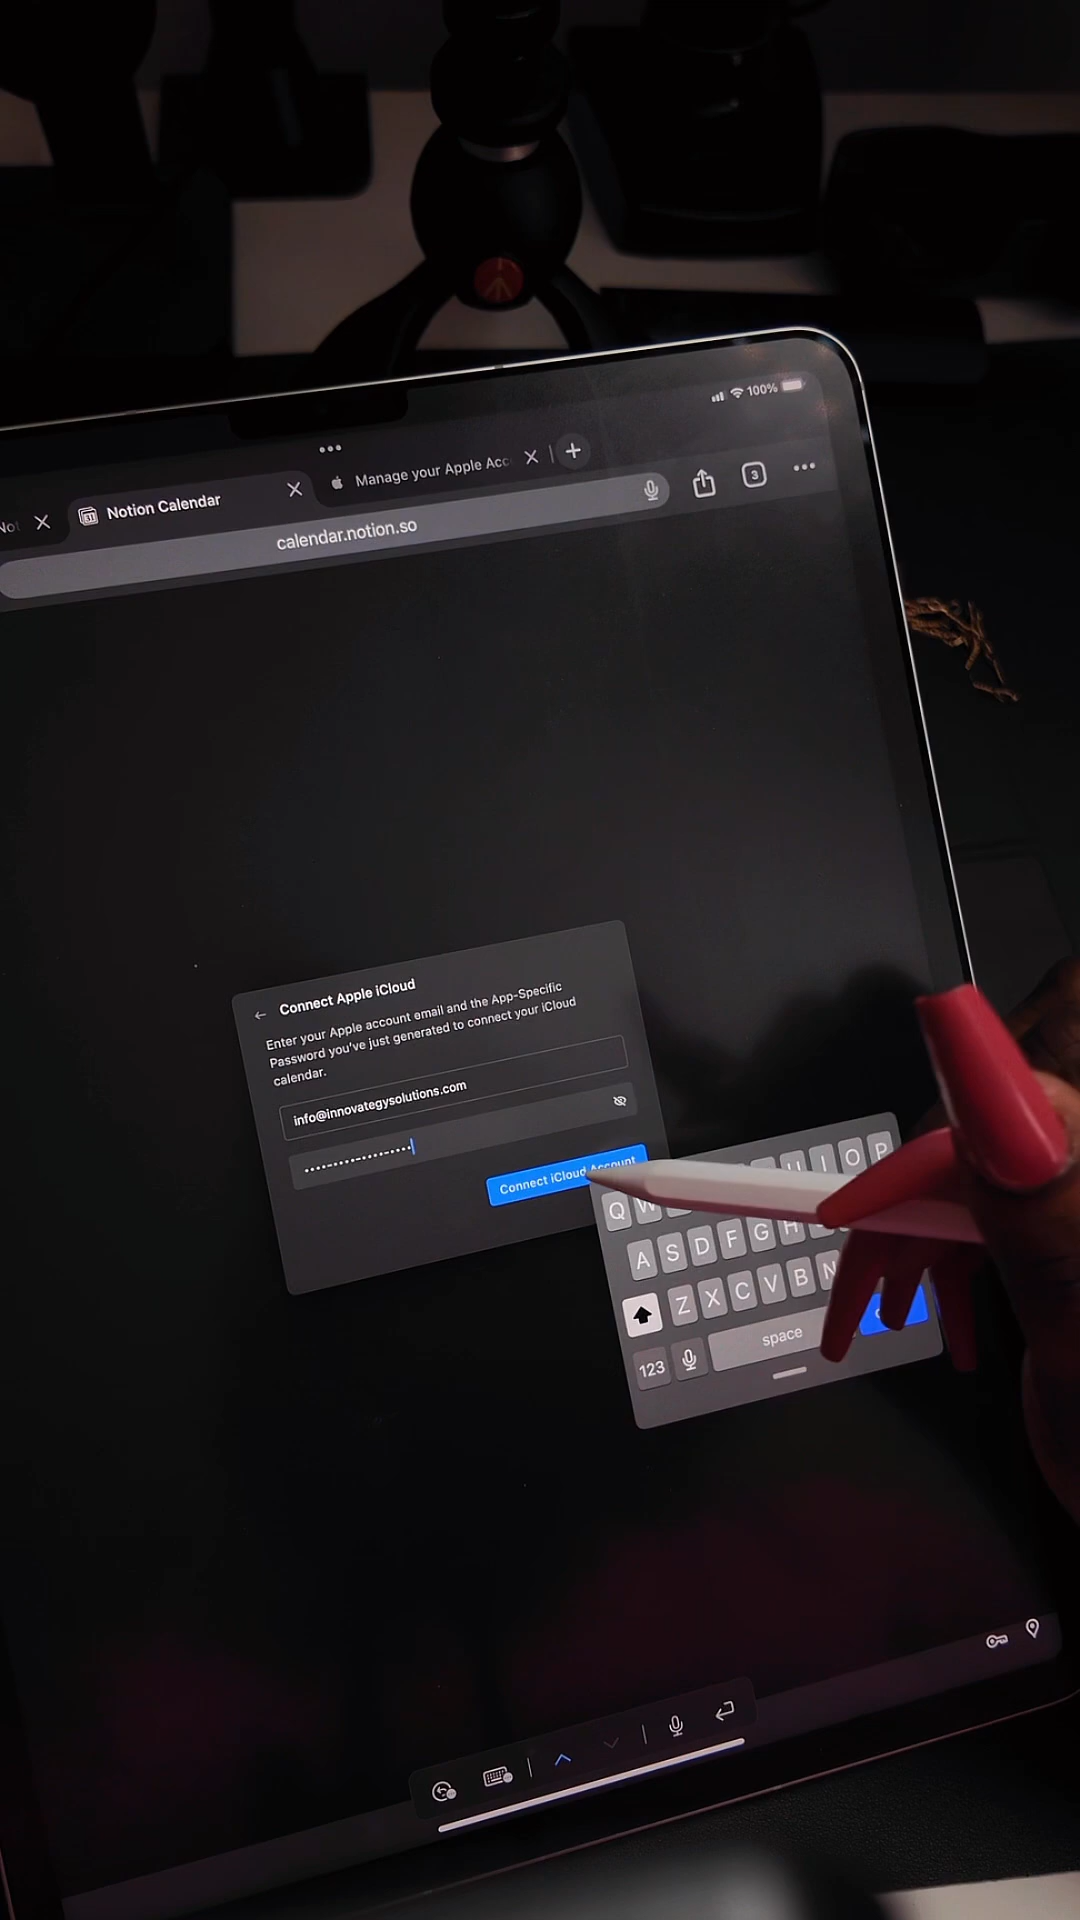 100%
Manage your Apple Acc
Notion Calendar
3
calendar.notion.so
Connect Apple iCloud
Enter your Apple account email and the App-Specific
Password you've just generated to connect your iCloud
calendar.
info@innovategysolutions.com
Connect iCloud Account
Q W U I O P
A S D F G H
Z X C V B N
123 space